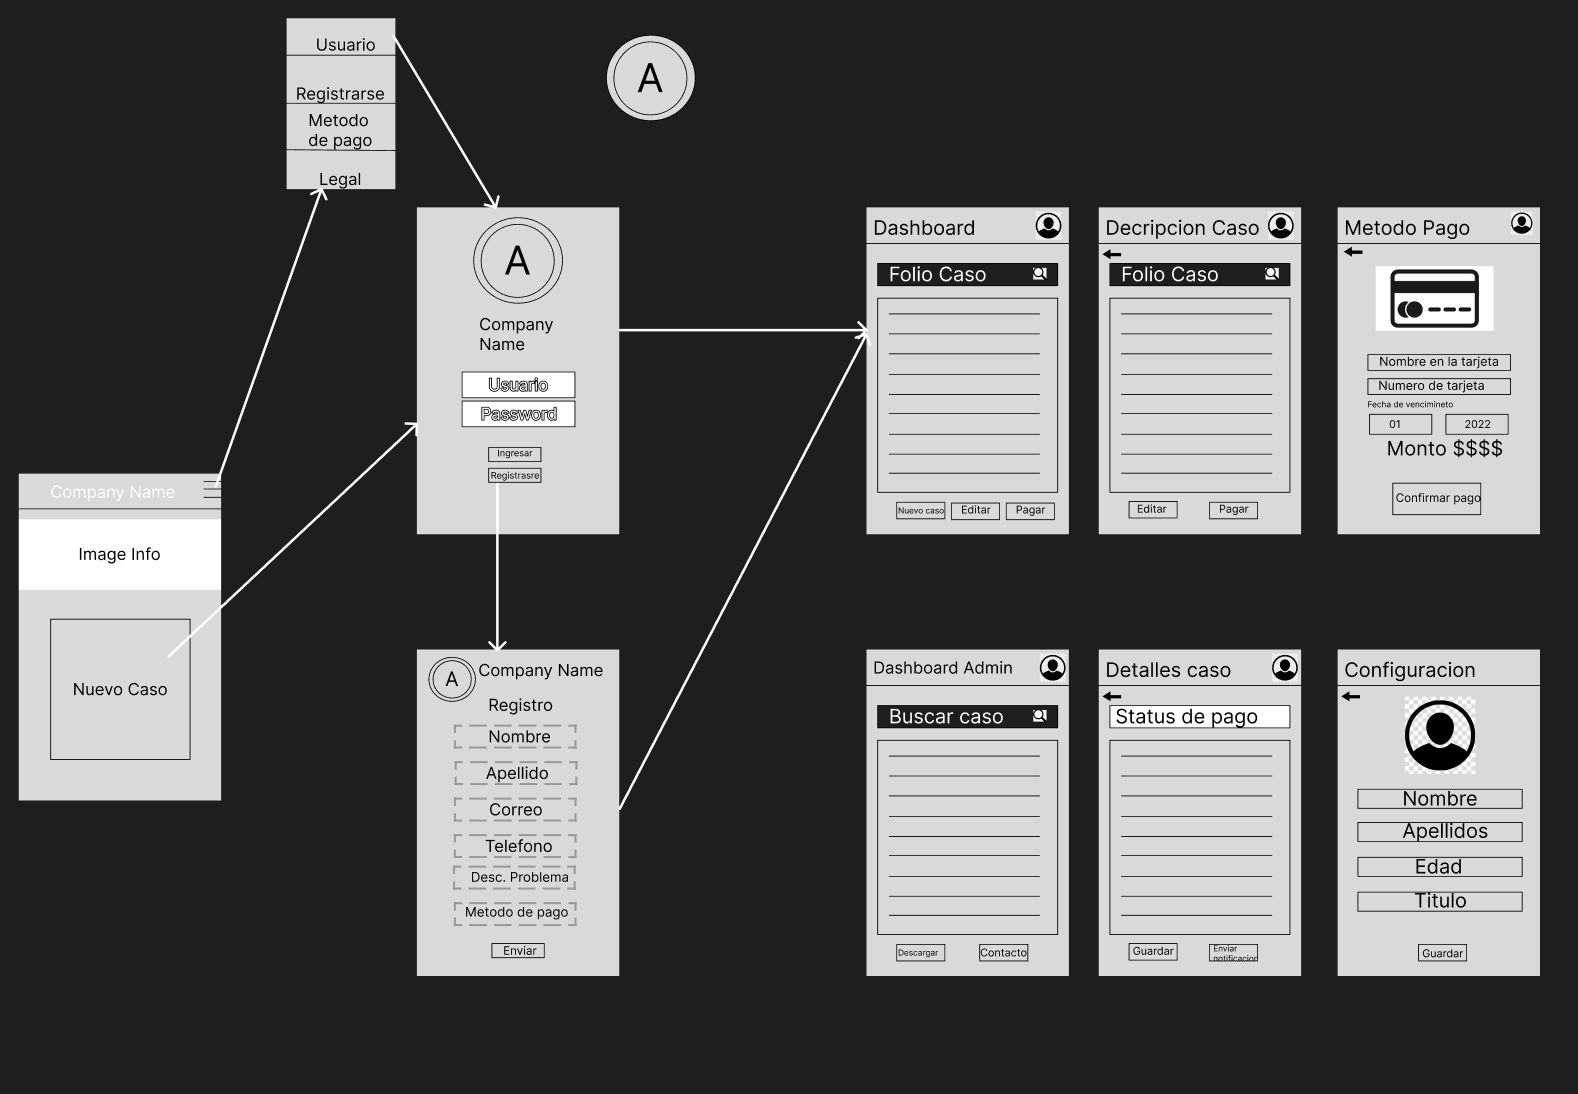 Usuario
Registrarse
Metodo
de pago
Legal
A
A
Company
Name
Usuario
Password
Ingresar
Registrasre
Company Name
Image Info
Nuevo Caso
A
Company Name
Registro
Nombre
Apellido
Correo
Telefono
Desc. Problema
Metodo de pago
Enviar
Dashboard
Folio Caso
Nuevo caso
Editar
Pagar
Decripcion Caso
Folio Caso
Editar
Pagar
Metodo Pago
Nombre en la tarjeta
Numero de tarjeta
Fecha de vencimineto
01
2022
Monto $$$$
Confirmar pago
Dashboard Admin
Buscar caso
Descargar
Contacto
Detalles caso
Status de pago
Guardar
Enviar
notificacion
Configuracion
Nombre
Apellidos
Edad
Titulo
Guardar